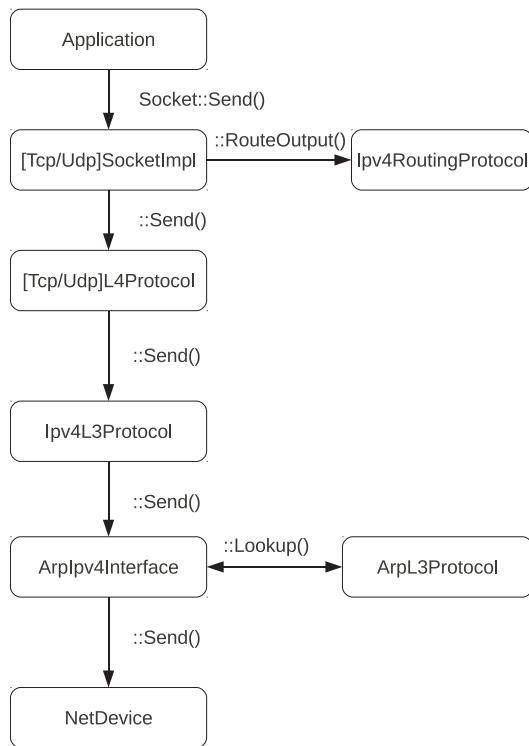 Application
Socket::Send()
::RouteOutput()
[Tcp/Udp]SocketImpl
Ipv4RoutingProtocol
::Send()
[Tcp/Udp]L4Protocol
::Send()
Ipv4L3Protocol
::Send()
::Lookup()
ArpIpv4Interface
ArpL3Protocol
::Send()
NetDevice